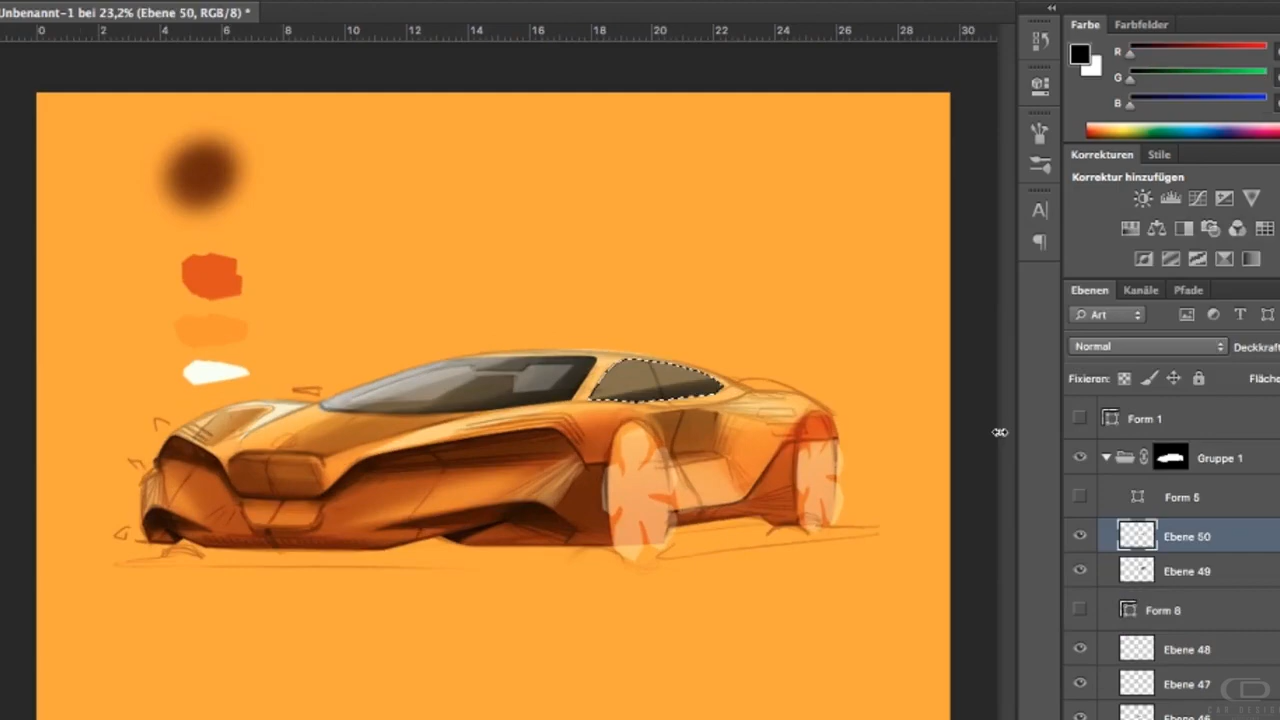 Unbenannt-1 bei 23,2% (Ebene 50, RGB/8) *
0 2 4 6 8 10 12 14 16 18 20 22 24 26 28 30
Farbe Farbfelder
R
G
B
Korrekturen Stile
Korrektur hinzufügen
Ebenen Kanäle Pfade
Art
Normal Deckkraft
Fixieren: Fläche
Form 1
Gruppe 1
Form 5
Ebene 50
Ebene 49
Form 8
Ebene 48
Ebene 47
CAR DESIG